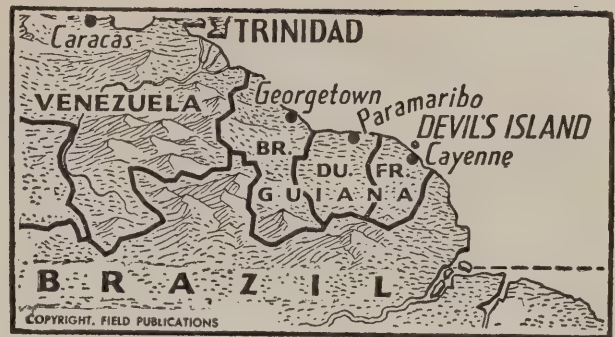 Caracas
TRINIDAD
VENEZUELA
Georgetown
Paramaribo
DEVIL'S ISLAND
Cayenne
BR.
DU.
FR.
GUIANA
BRAZIL
COPYRIGHT, FIELD PUBLICATIONS